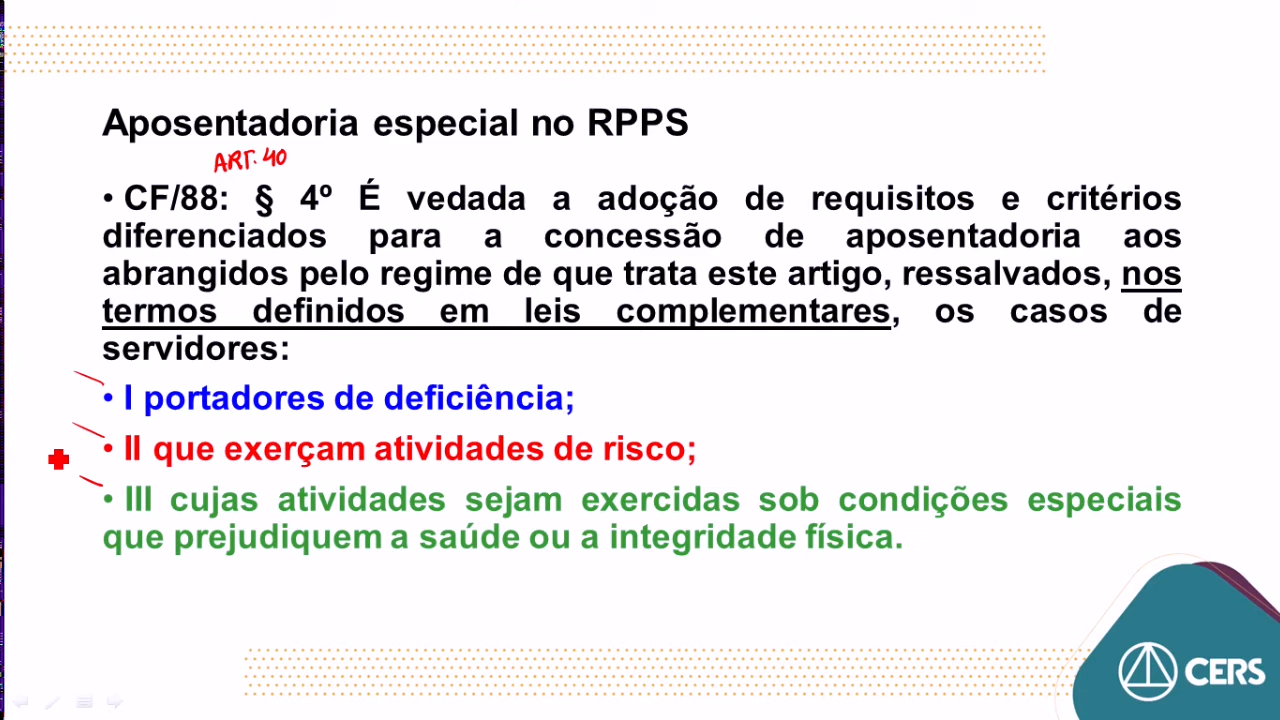 Aposentadoria especial no RPPS
ART. 40
• CF/88: § 4º É vedada a adoção de requisitos e critérios
diferenciados para a concessão de aposentadoria aos
abrangidos pelo regime de que trata este artigo, ressalvados, nos
termos definidos em leis complementares, os casos de
servidores:
• I portadores de deficiência;
• II que exerçam atividades de risco;
• III cujas atividades sejam exercidas sob condições especiais
que prejudiquem a saúde ou a integridade física.
CERS